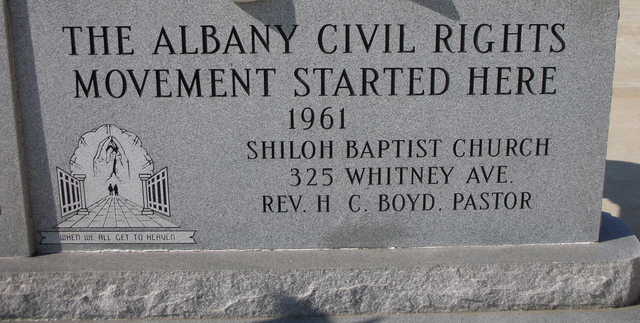 THE ALBANY CIVIL RIGHTS
MOVEMENT STARTED HERE
1961
SHILOH BAPTIST CHURCH
325 WHITNEY AVE.
REV. H C. BOYD. PASTOR
WHEN WE ALL GET TO HEAVEN